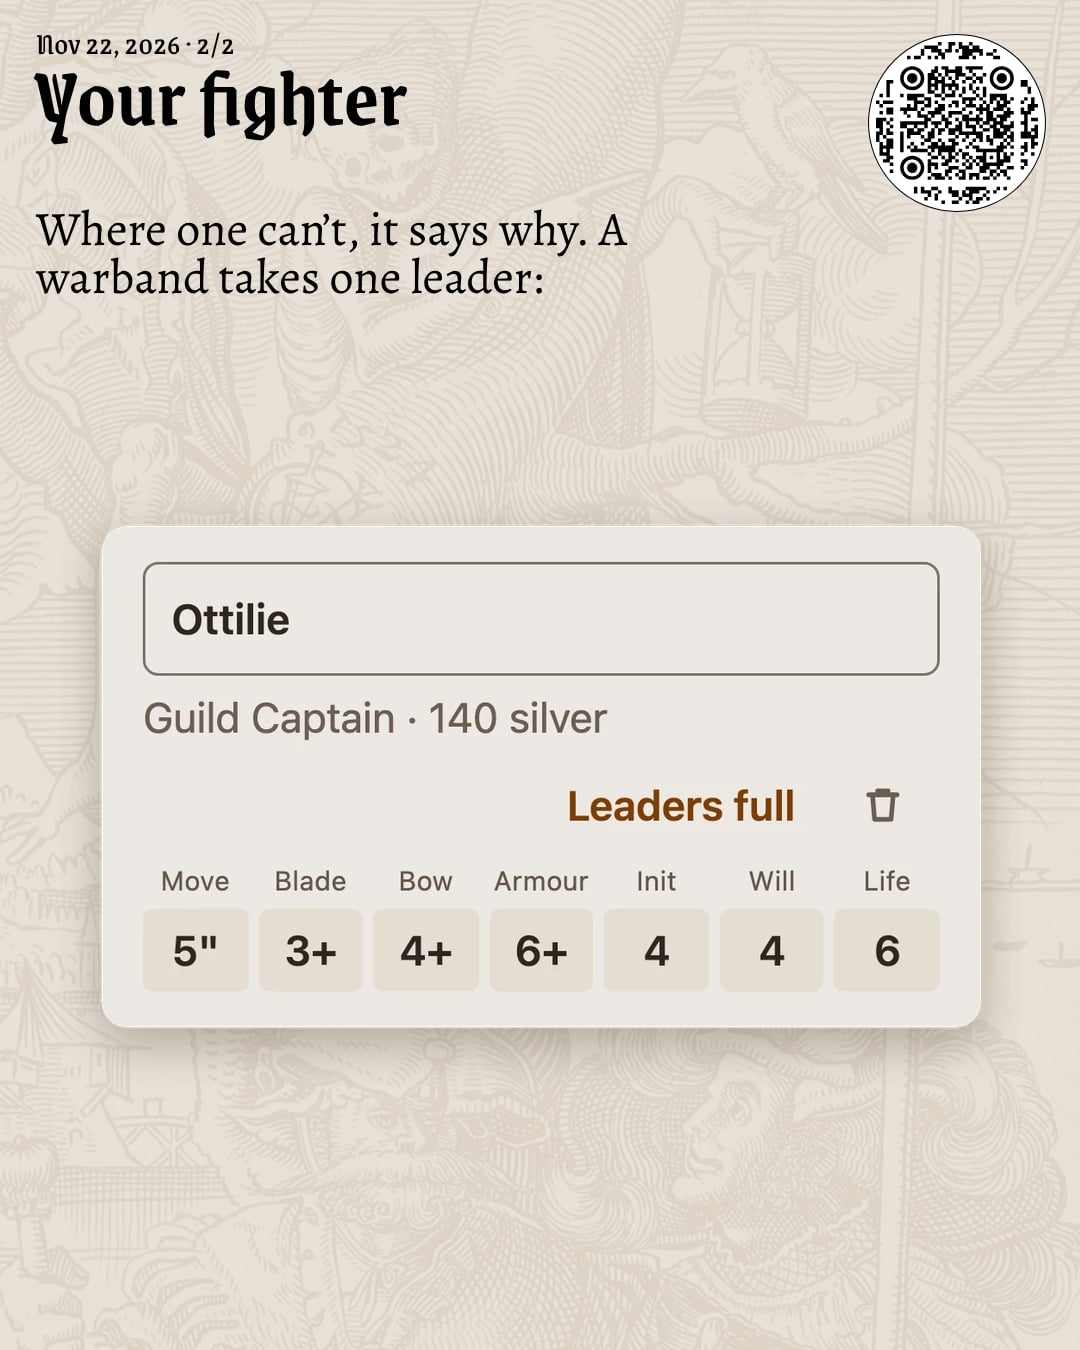 Nov 22, 2026 · 2/2
Your fighter
Where one can’t, it says why. A
warband takes one leader:
Ottilie
Guild Captain · 140 silver
Leaders full
Move Blade Bow Armour Init Will Life
5" 3+ 4+ 6+ 4 4 6